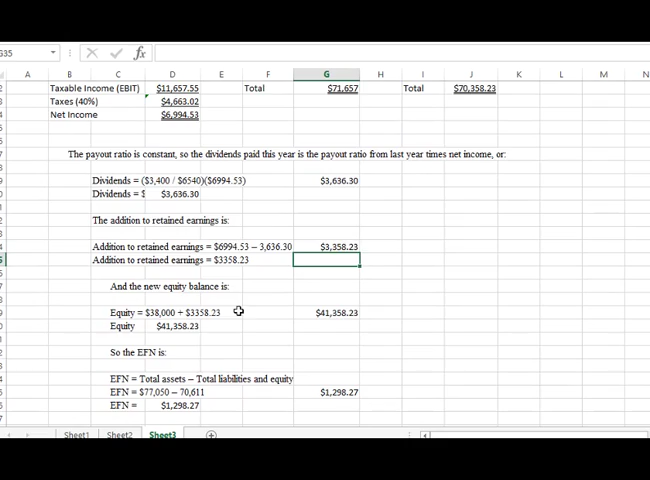 G35
fx
A B C D E F G H I J K L M N
Taxable Income (EBIT) $11,657.55 Total $71,657 Total $70,358.23
Taxes (40%) $4,663.02
Net Income $6,994.53
The payout ratio is constant, so the dividends paid this year is the payout ratio from last year times net income, or:
Dividends = ($3,400 / $6540)($6994.53) $3,636.30
Dividends = $ $3,636.30
The addition to retained earnings is:
Addition to retained earnings = $6994.53 – 3,636.30 $3,358.23
Addition to retained earnings = $3358.23
And the new equity balance is:
Equity = $38,000 + $3358.23 $41,358.23
Equity $41,358.23
So the EFN is:
EFN = Total assets – Total liabilities and equity
EFN = $77,050 – 70,611 $1,298.27
EFN = $1,298.27
Sheet1 Sheet2 Sheet3